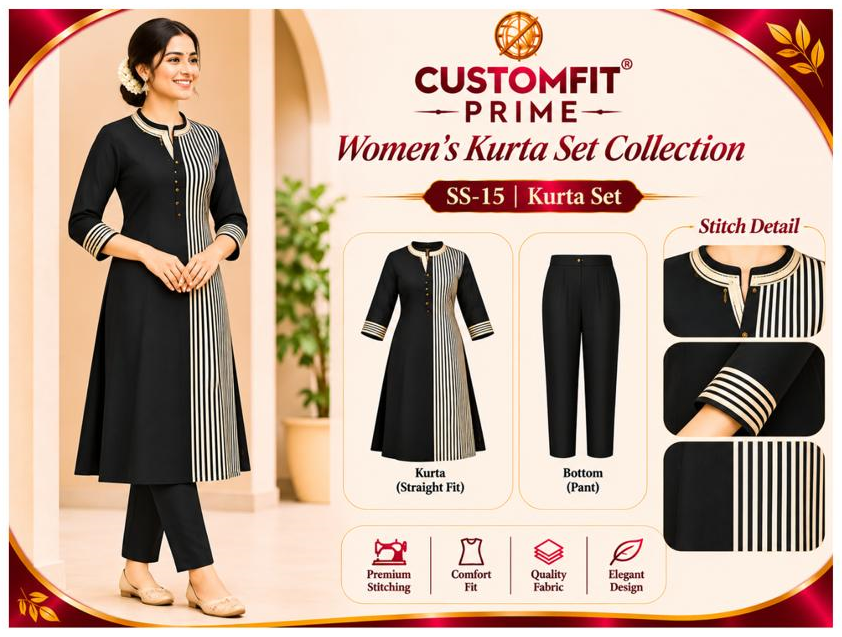 CUSTOMFIT®
PRIME
Women's Kurta Set Collection
SS-15 | Kurta Set
Stitch Detail
Kurta
(Straight Fit)
Bottom
(Pant)
Premium
Stitching
Comfort
Fit
Quality
Fabric
Elegant
Design